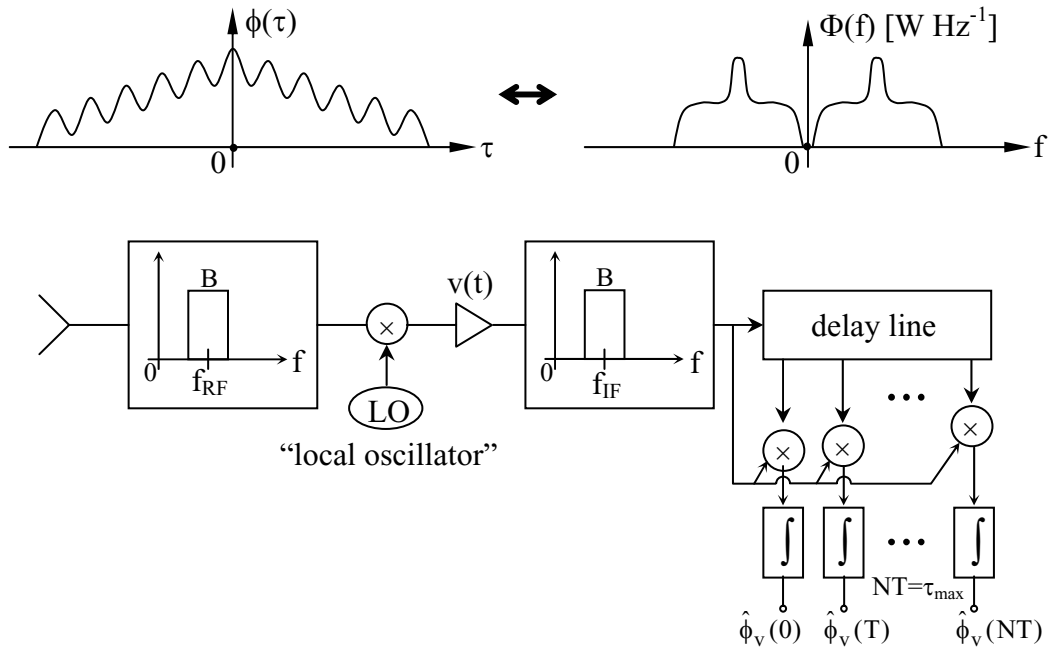 ϕ(τ)
Φ(f) [W Hz⁻¹]
0
τ
0
f
B
0
f_RF
f
×
LO
“local oscillator”
v(t)
B
0
f_IF
f
delay line
•••
×
×
×
∫
∫
•••
∫
NT=τ_max
ϕ̂_v(0)
ϕ̂_v(T)
ϕ̂_v(NT)